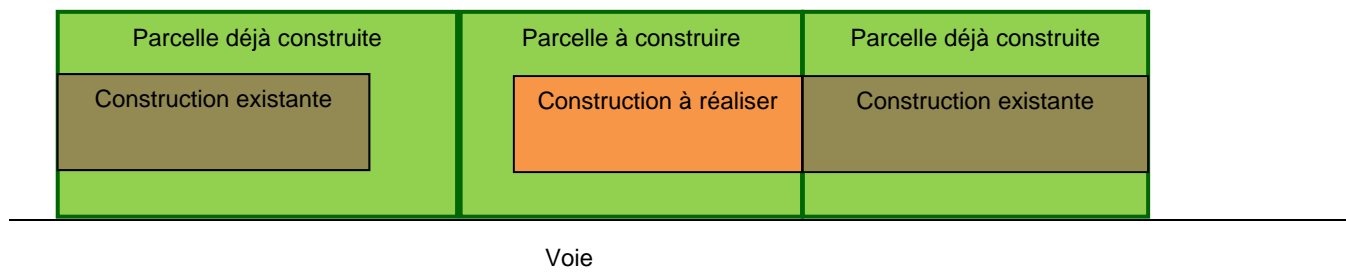 Parcelle déjà construite
Parcelle à construire
Parcelle déjà construite
Construction existante
Construction à réaliser
Construction existante
Voie